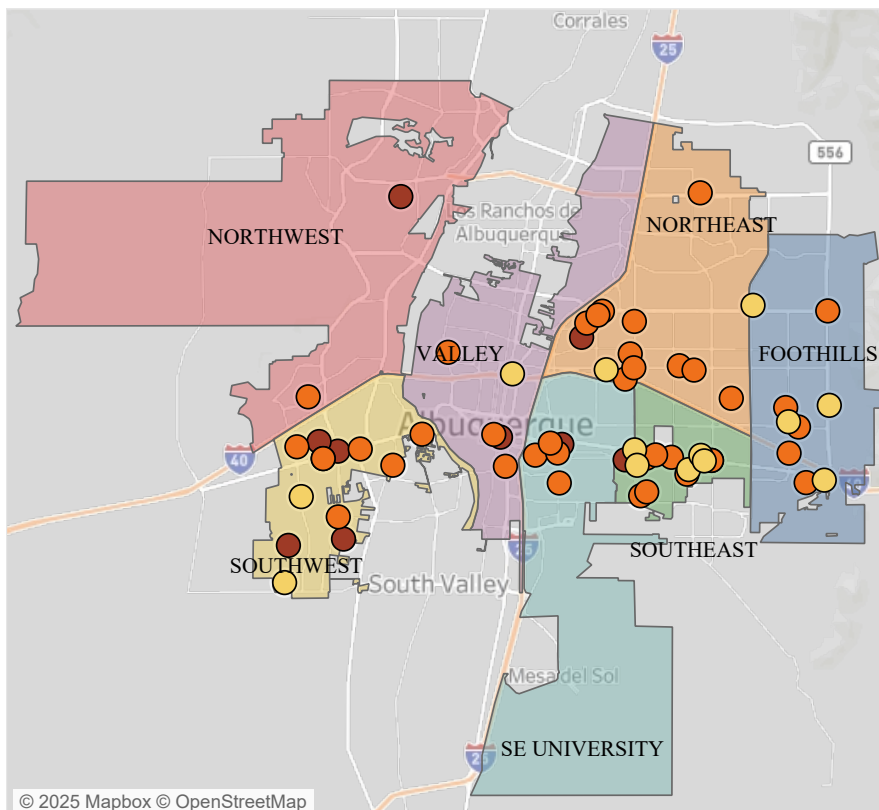 Corrales
25
556
Los Ranchos de
Albuquerque
NORTHWEST
NORTHEAST
VALLEY
FOOTHILLS
Albuquerque
40
SOUTHWEST
SOUTHEAST
25
South Valley
Mesa del Sol
SE UNIVERSITY
25
© 2025 Mapbox © OpenStreetMap